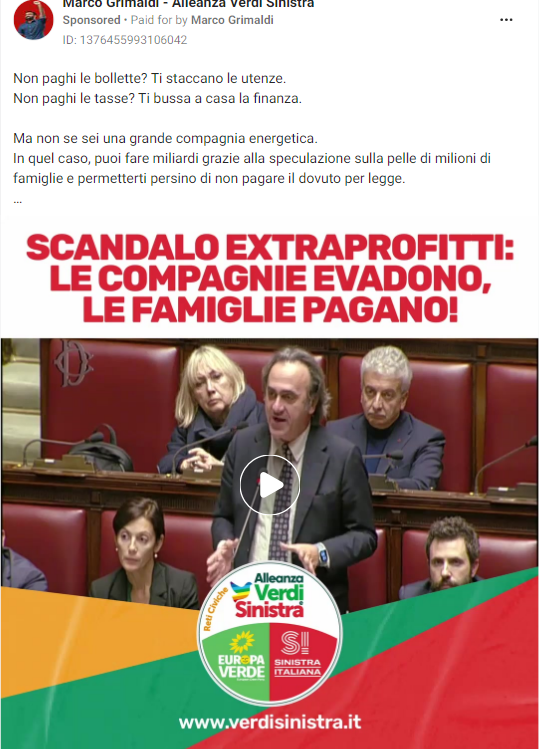 Marco Grimaldi - Alleanza Verdi Sinistra
Sponsored • Paid for by Marco Grimaldi
ID: 1376455993106042
Non paghi le bollette? Ti staccano le utenze.
Non paghi le tasse? Ti bussa a casa la finanza.
Ma non se sei una grande compagnia energetica.
In quel caso, puoi fare miliardi grazie alla speculazione sulla pelle di milioni di
famiglie e permetterti persino di non pagare il dovuto per legge.
...
SCANDALO EXTRAPROFITTI:
LE COMPAGNIE EVADONO,
LE FAMIGLIE PAGANO!
Reti Civiche
Alleanza
Verdi
Sinistra
EUROPA
VERDE
S!
SINISTRA
ITALIANA
www.verdisinistra.it